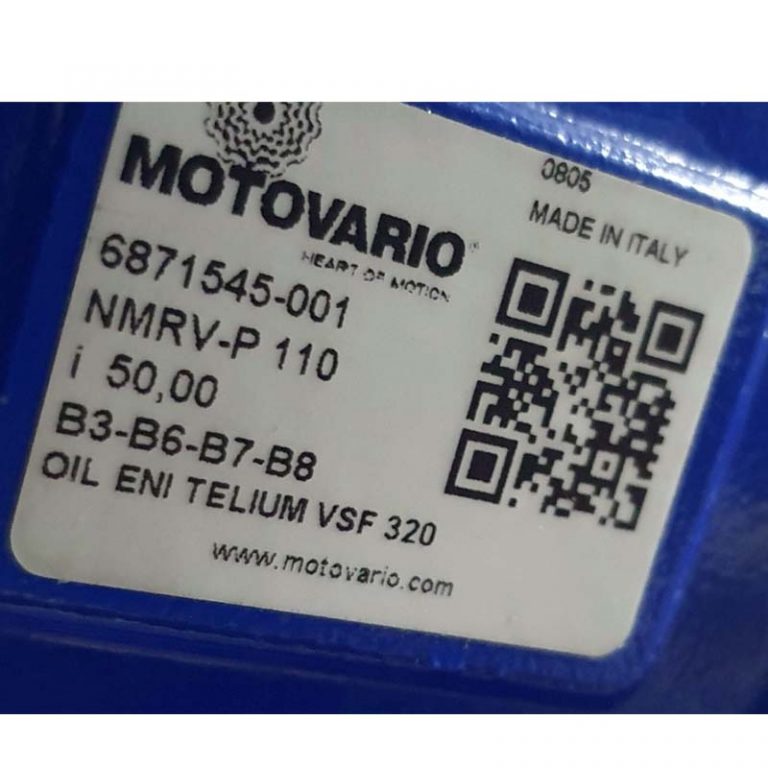 MOTOVARIO
HEART OF MOTION
0805
MADE IN ITALY
6871545-001
NMRV-P 110
i 50,00
B3-B6-B7-B8
OIL ENI TELIUM VSF 320
www.motovario.com